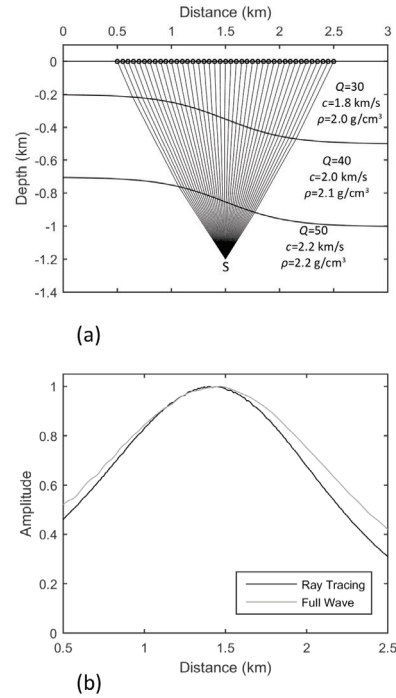 Distance (km)
0 0.5 1 1.5 2 2.5 3
0
-0.2
-0.4
-0.6
-0.8
-1
-1.2
-1.4
Depth (km)
Q=30
c=1.8 km/s
ρ=2.0 g/cm³
Q=40
c=2.0 km/s
ρ=2.1 g/cm³
Q=50
c=2.2 km/s
ρ=2.2 g/cm³
S
(a)
1
0.8
0.6
0.4
0.2
0
Amplitude
Ray Tracing
Full Wave
0.5 1 1.5 2 2.5
Distance (km)
(b)